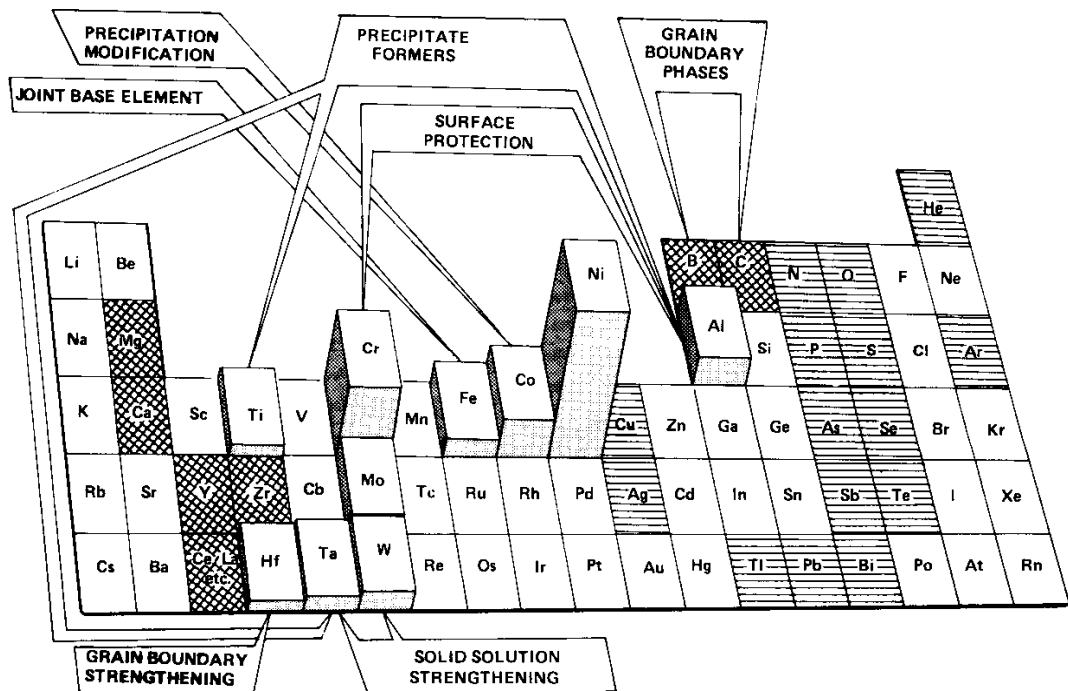 PRECIPITATION
MODIFICATION
PRECIPITATE
FORMERS
GRAIN
BOUNDARY
PHASES
JOINT BASE ELEMENT
SURFACE
PROTECTION
He
Li Be B C N O F Ne
Na Mg Al Si P S Cl Ar
K Ca Sc Ti V Cr Mn Fe Co Ni Cu Zn Ga Ge As Se Br Kr
Rb Sr Y Zr Cb Mo Tc Ru Rh Pd Ag Cd In Sn Sb Te I Xe
Cs Ba Ce La Hf Ta W Re Os Ir Pt Au Hg Tl Pb Bi Po At Rn
etc.
GRAIN BOUNDARY
STRENGTHENING
SOLID SOLUTION
STRENGTHENING